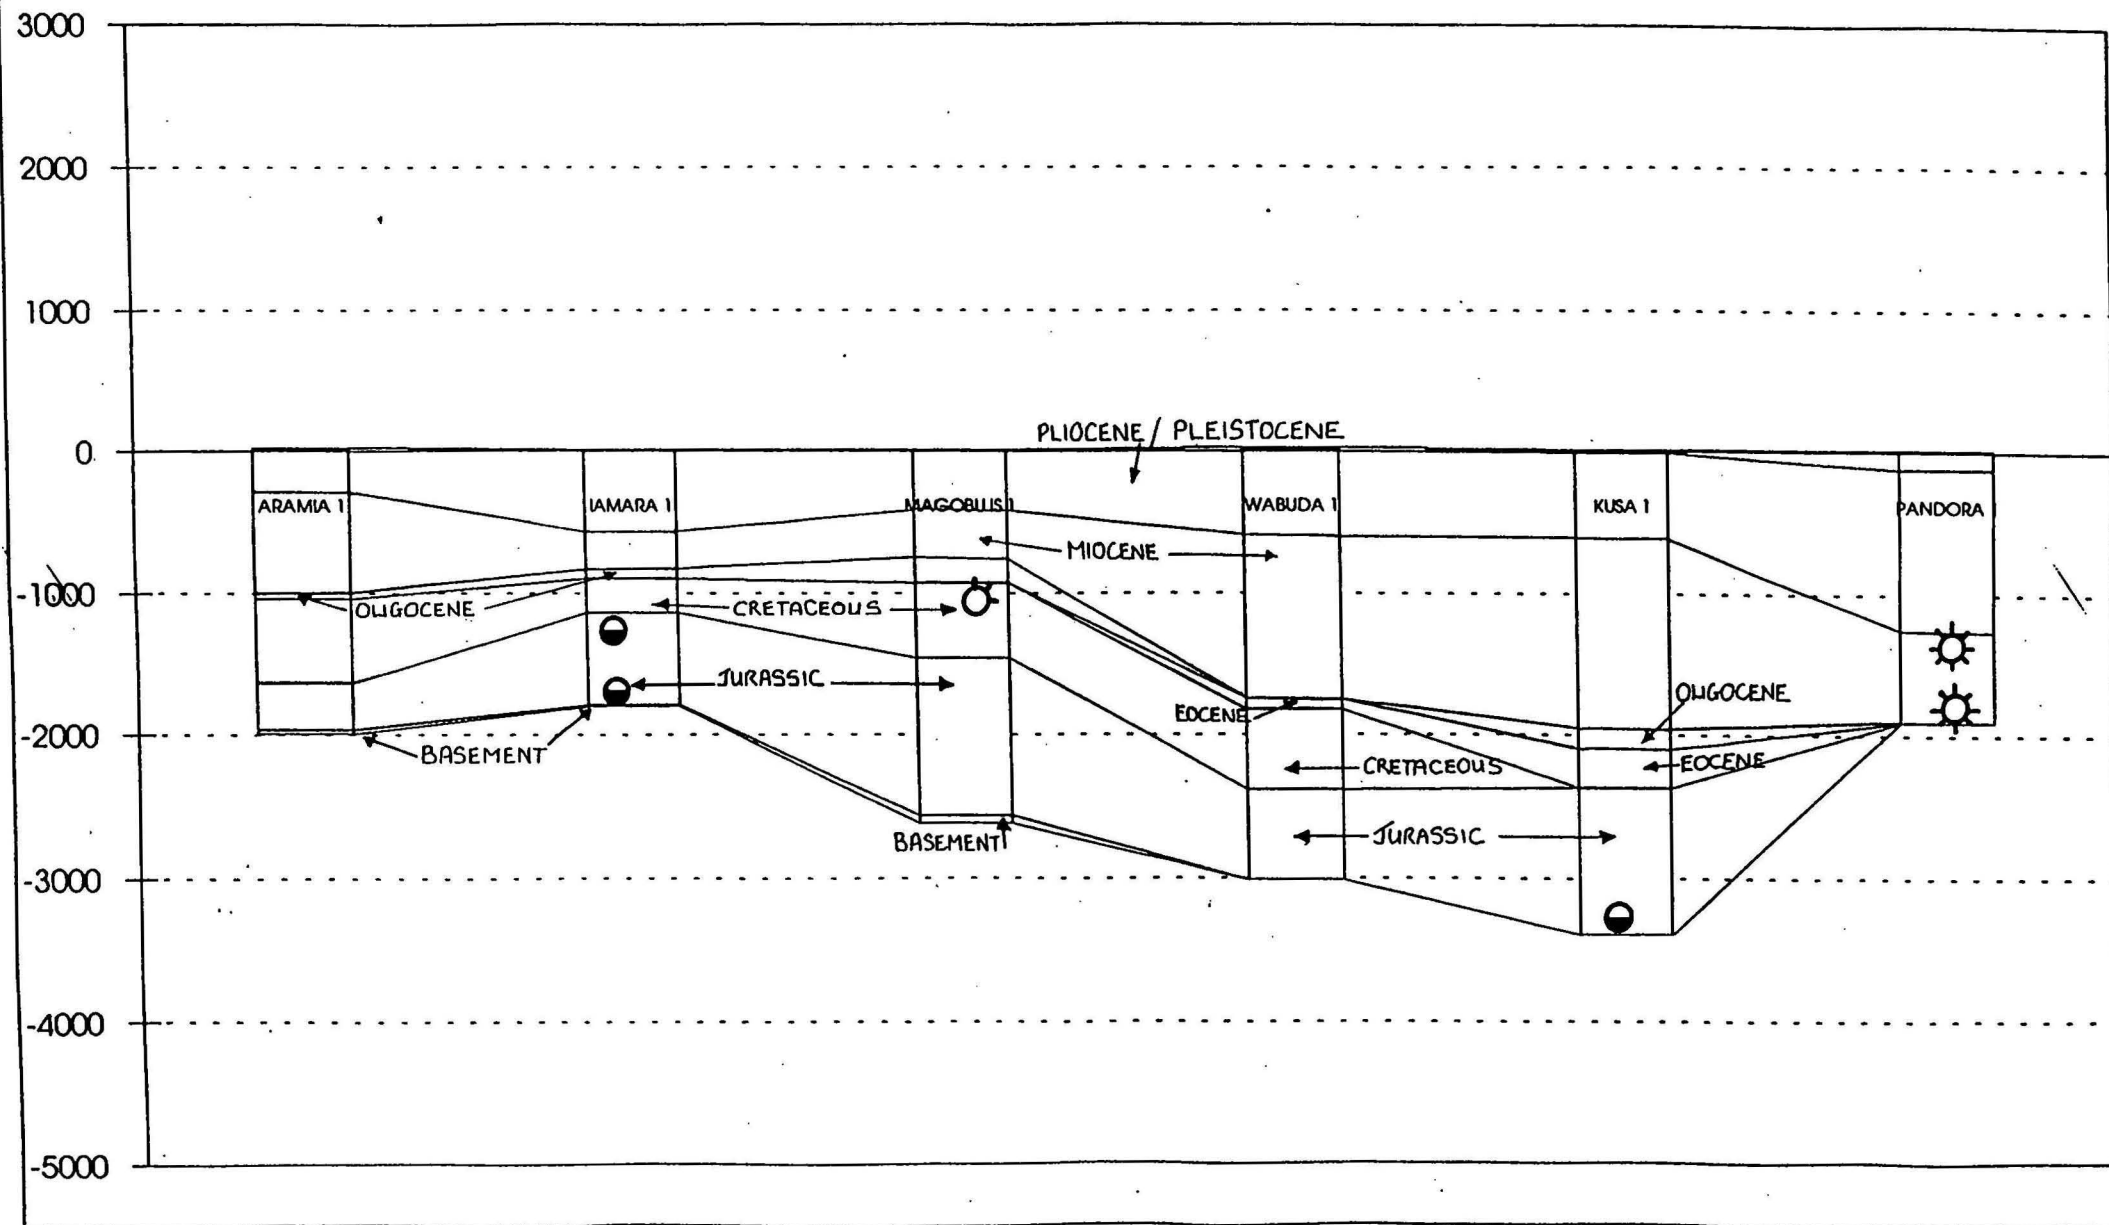 3000
2000
1000
0
-1000
-2000
-3000
-4000
-5000
PLIOCENE / PLEISTOCENE
ARAMIA 1
IAMARA 1
MAGOBUIS 1
WABUDA 1
KUSA 1
PANDORA 1
MIOCENE
OLIGOCENE
CRETACEOUS
JURASSIC
OLIGOCENE
EOCENE
BASEMENT
CRETACEOUS
EOCENE
BASEMENT
JURASSIC